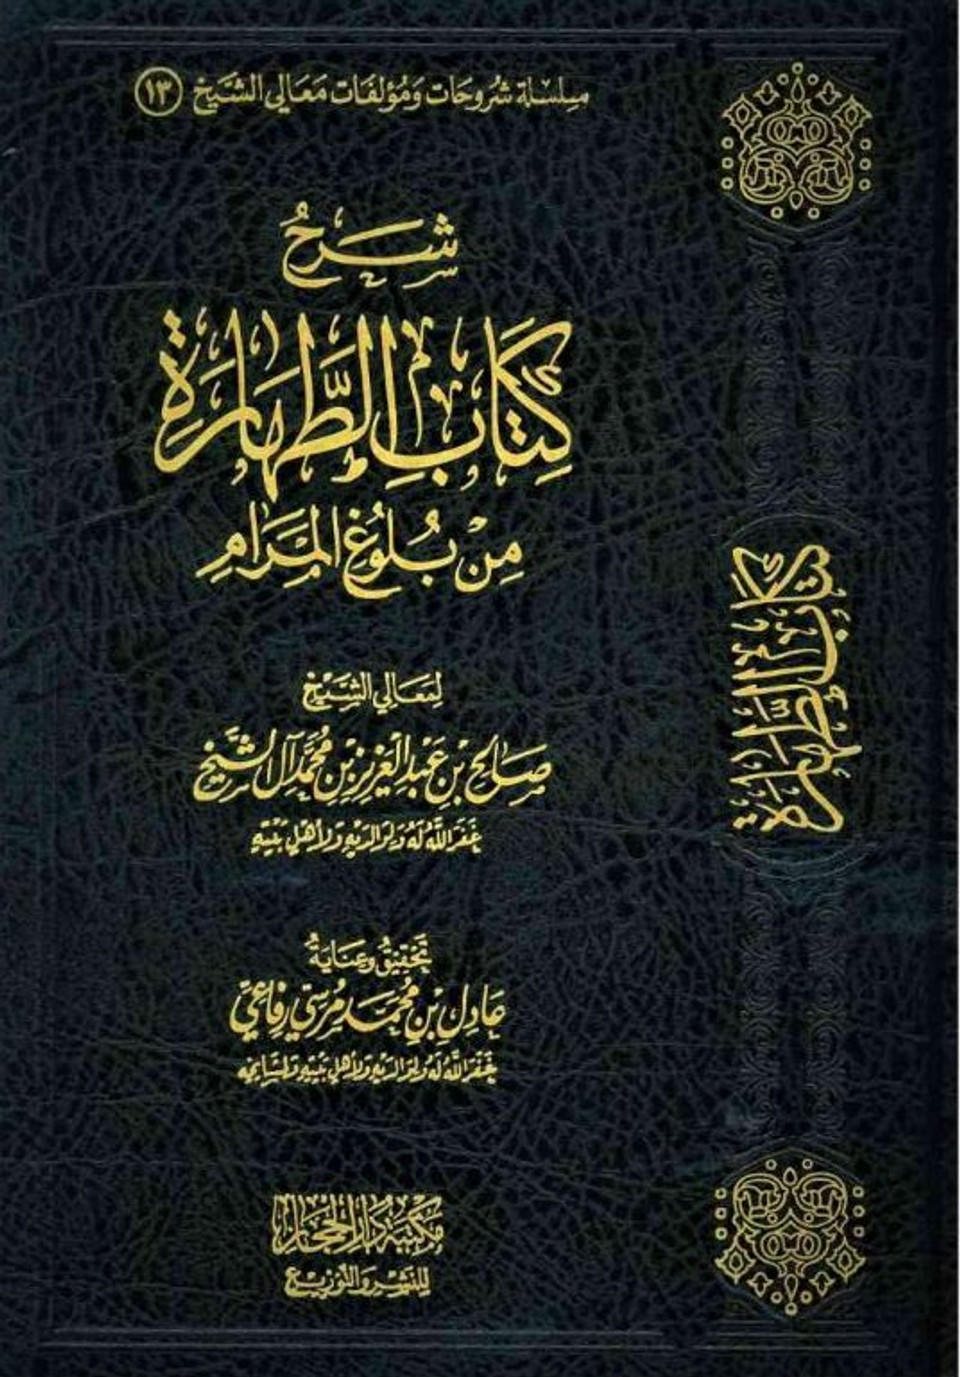 سلسلة شروحات ومؤلفات معالي الشيخ (١٣)
شرح
كتاب الطهارة
من بلوغ المرام
لمعالي الشيخ
صالح بن عبد العزيز بن محمد آل الشيخ
غفر الله له ولوالديه ولأهل بيته
تحقيق وعناية
عادل بن محمد مرسي رفاعي
غفر الله له ولوالديه ولأهل بيته ولمشايخه
مكتبة دار الحجاز
للنشر والتوزيع
كتاب الطهارة